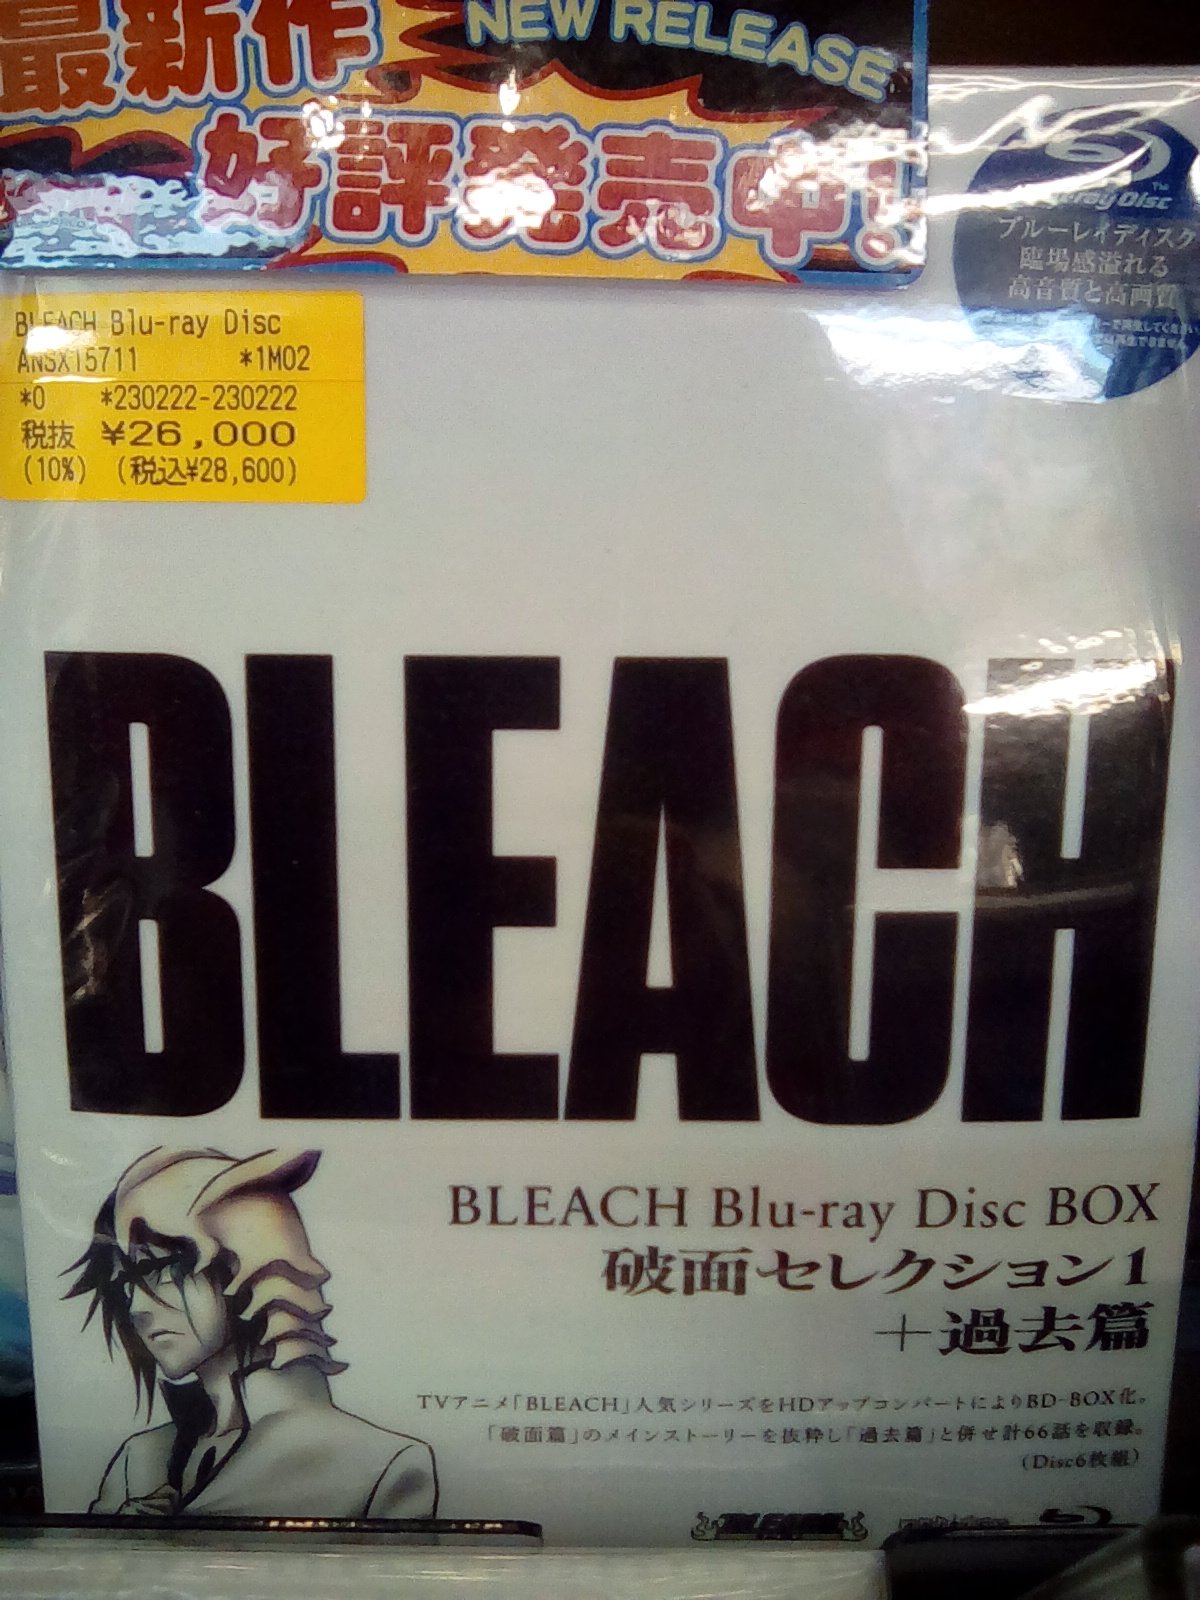 NEW RELEASE
最新作
好評発売中!
Blu-ray Disc™
ブルーレイディスク
臨場感溢れる
高音質と高画質
BLEACH Blu-ray Disc
ANSX15711 *1M02
*0 *230222-230222
税抜 ¥26,000
(10%) (税込¥28,600)
BLEACH
BLEACH Blu-ray Disc BOX
破面セレクション1
+過去篇
TVアニメ「BLEACH」人気シリーズをHDアップコンバートによりBD-BOX化。
「破面篇」のメインストーリーを抜粋し「過去篇」と併せ計66話を収録。
(Disc6枚組)
BLEACH